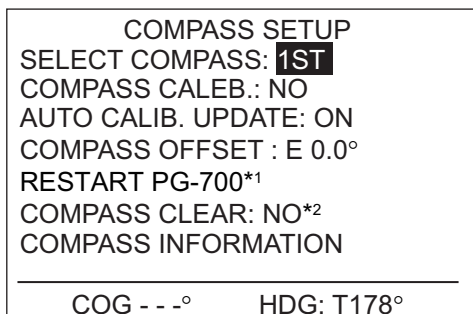 COMPASS SETUP
SELECT COMPASS: 1ST
COMPASS CALEB.: NO
AUTO CALIB. UPDATE: ON
COMPASS OFFSET : E 0.0°
RESTART PG-700*1
COMPASS CLEAR: NO*2
COMPASS INFORMATION
COG - - -° HDG: T178°